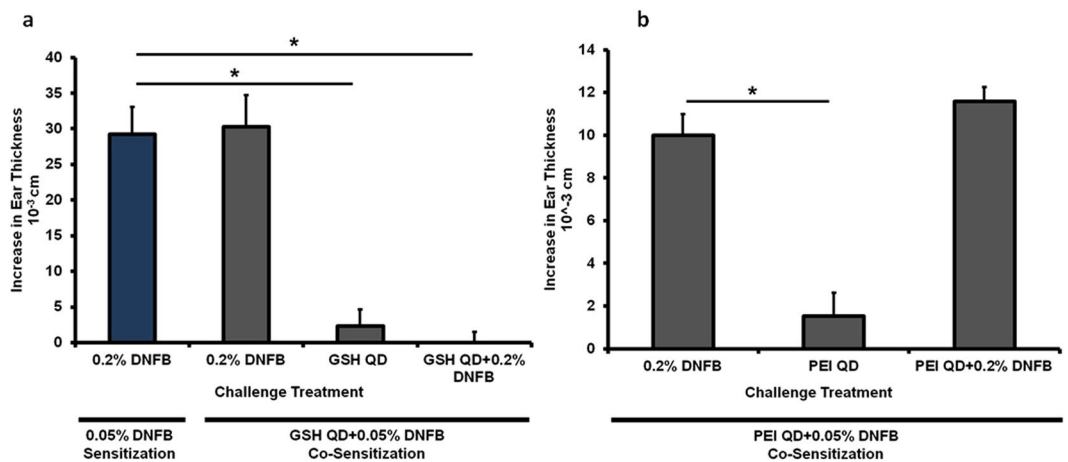 a
*
*
40
35
30
25
20
15
10
5
0
Increase in Ear Thickness
10⁻³ cm
0.2% DNFB
0.2% DNFB
GSH QD
GSH QD+0.2%
DNFB
Challenge Treatment
0.05% DNFB
Sensitization
GSH QD+0.05% DNFB
Co-Sensitization
b
*
14
12
10
8
6
4
2
0
Increase in Ear Thickness
10^-3 cm
0.2% DNFB
PEI QD
PEI QD+0.2% DNFB
Challenge Treatment
PEI QD+0.05% DNFB
Co-Sensitization